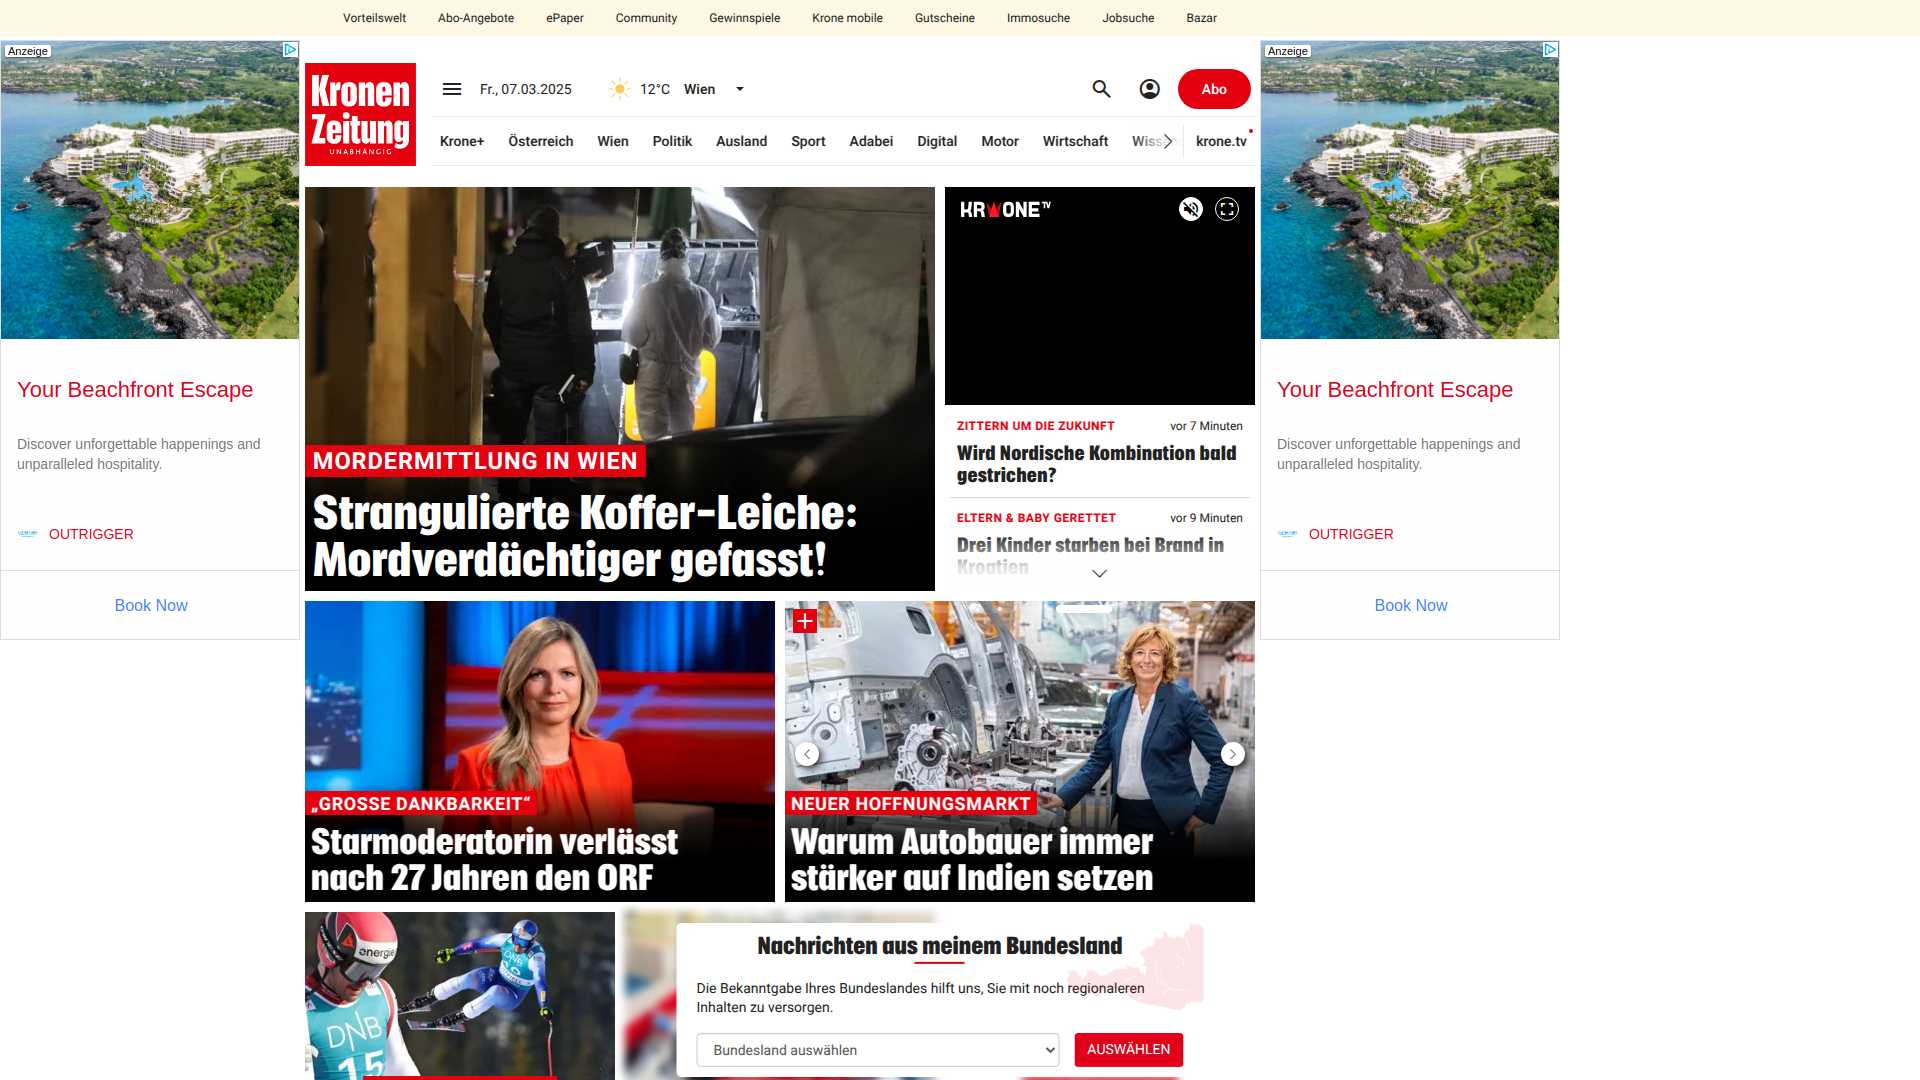 Vorteilswelt Abo-Angebote ePaper Community Gewinnspiele Krone mobile Gutscheine Immosuche Jobsuche Bazar
Anzeige
Your Beachfront Escape
Discover unforgettable happenings and
unparalleled hospitality.
OUTRIGGER
Book Now
Kronen
Zeitung
UNABHÄNGIG
Fr., 07.03.2025
12°C Wien
Abo
Krone+ Österreich Wien Politik Ausland Sport Adabei Digital Motor Wirtschaft krone.tv
MORDERMITTLUNG IN WIEN
Strangulierte Koffer-Leiche:
Mordverdächtiger gefasst!
KRONE TV
ZITTERN UM DIE ZUKUNFT vor 7 Minuten
Wird Nordische Kombination bald
gestrichen?
ELTERN & BABY GERETTET vor 9 Minuten
Drei Kinder starben bei Brand in
Kroatien
„GROSSE DANKBARKEIT“
Starmoderatorin verlässt
nach 27 Jahren den ORF
NEUER HOFFNUNGSMARKT
Warum Autobauer immer
stärker auf Indien setzen
energie
DNB
15
DNB
Nachrichten aus meinem Bundesland
Die Bekanntgabe Ihres Bundeslandes hilft uns, Sie mit noch regionaleren
Inhalten zu versorgen.
Bundesland auswählen
AUSWÄHLEN
Anzeige
Your Beachfront Escape
Discover unforgettable happenings and
unparalleled hospitality.
OUTRIGGER
Book Now